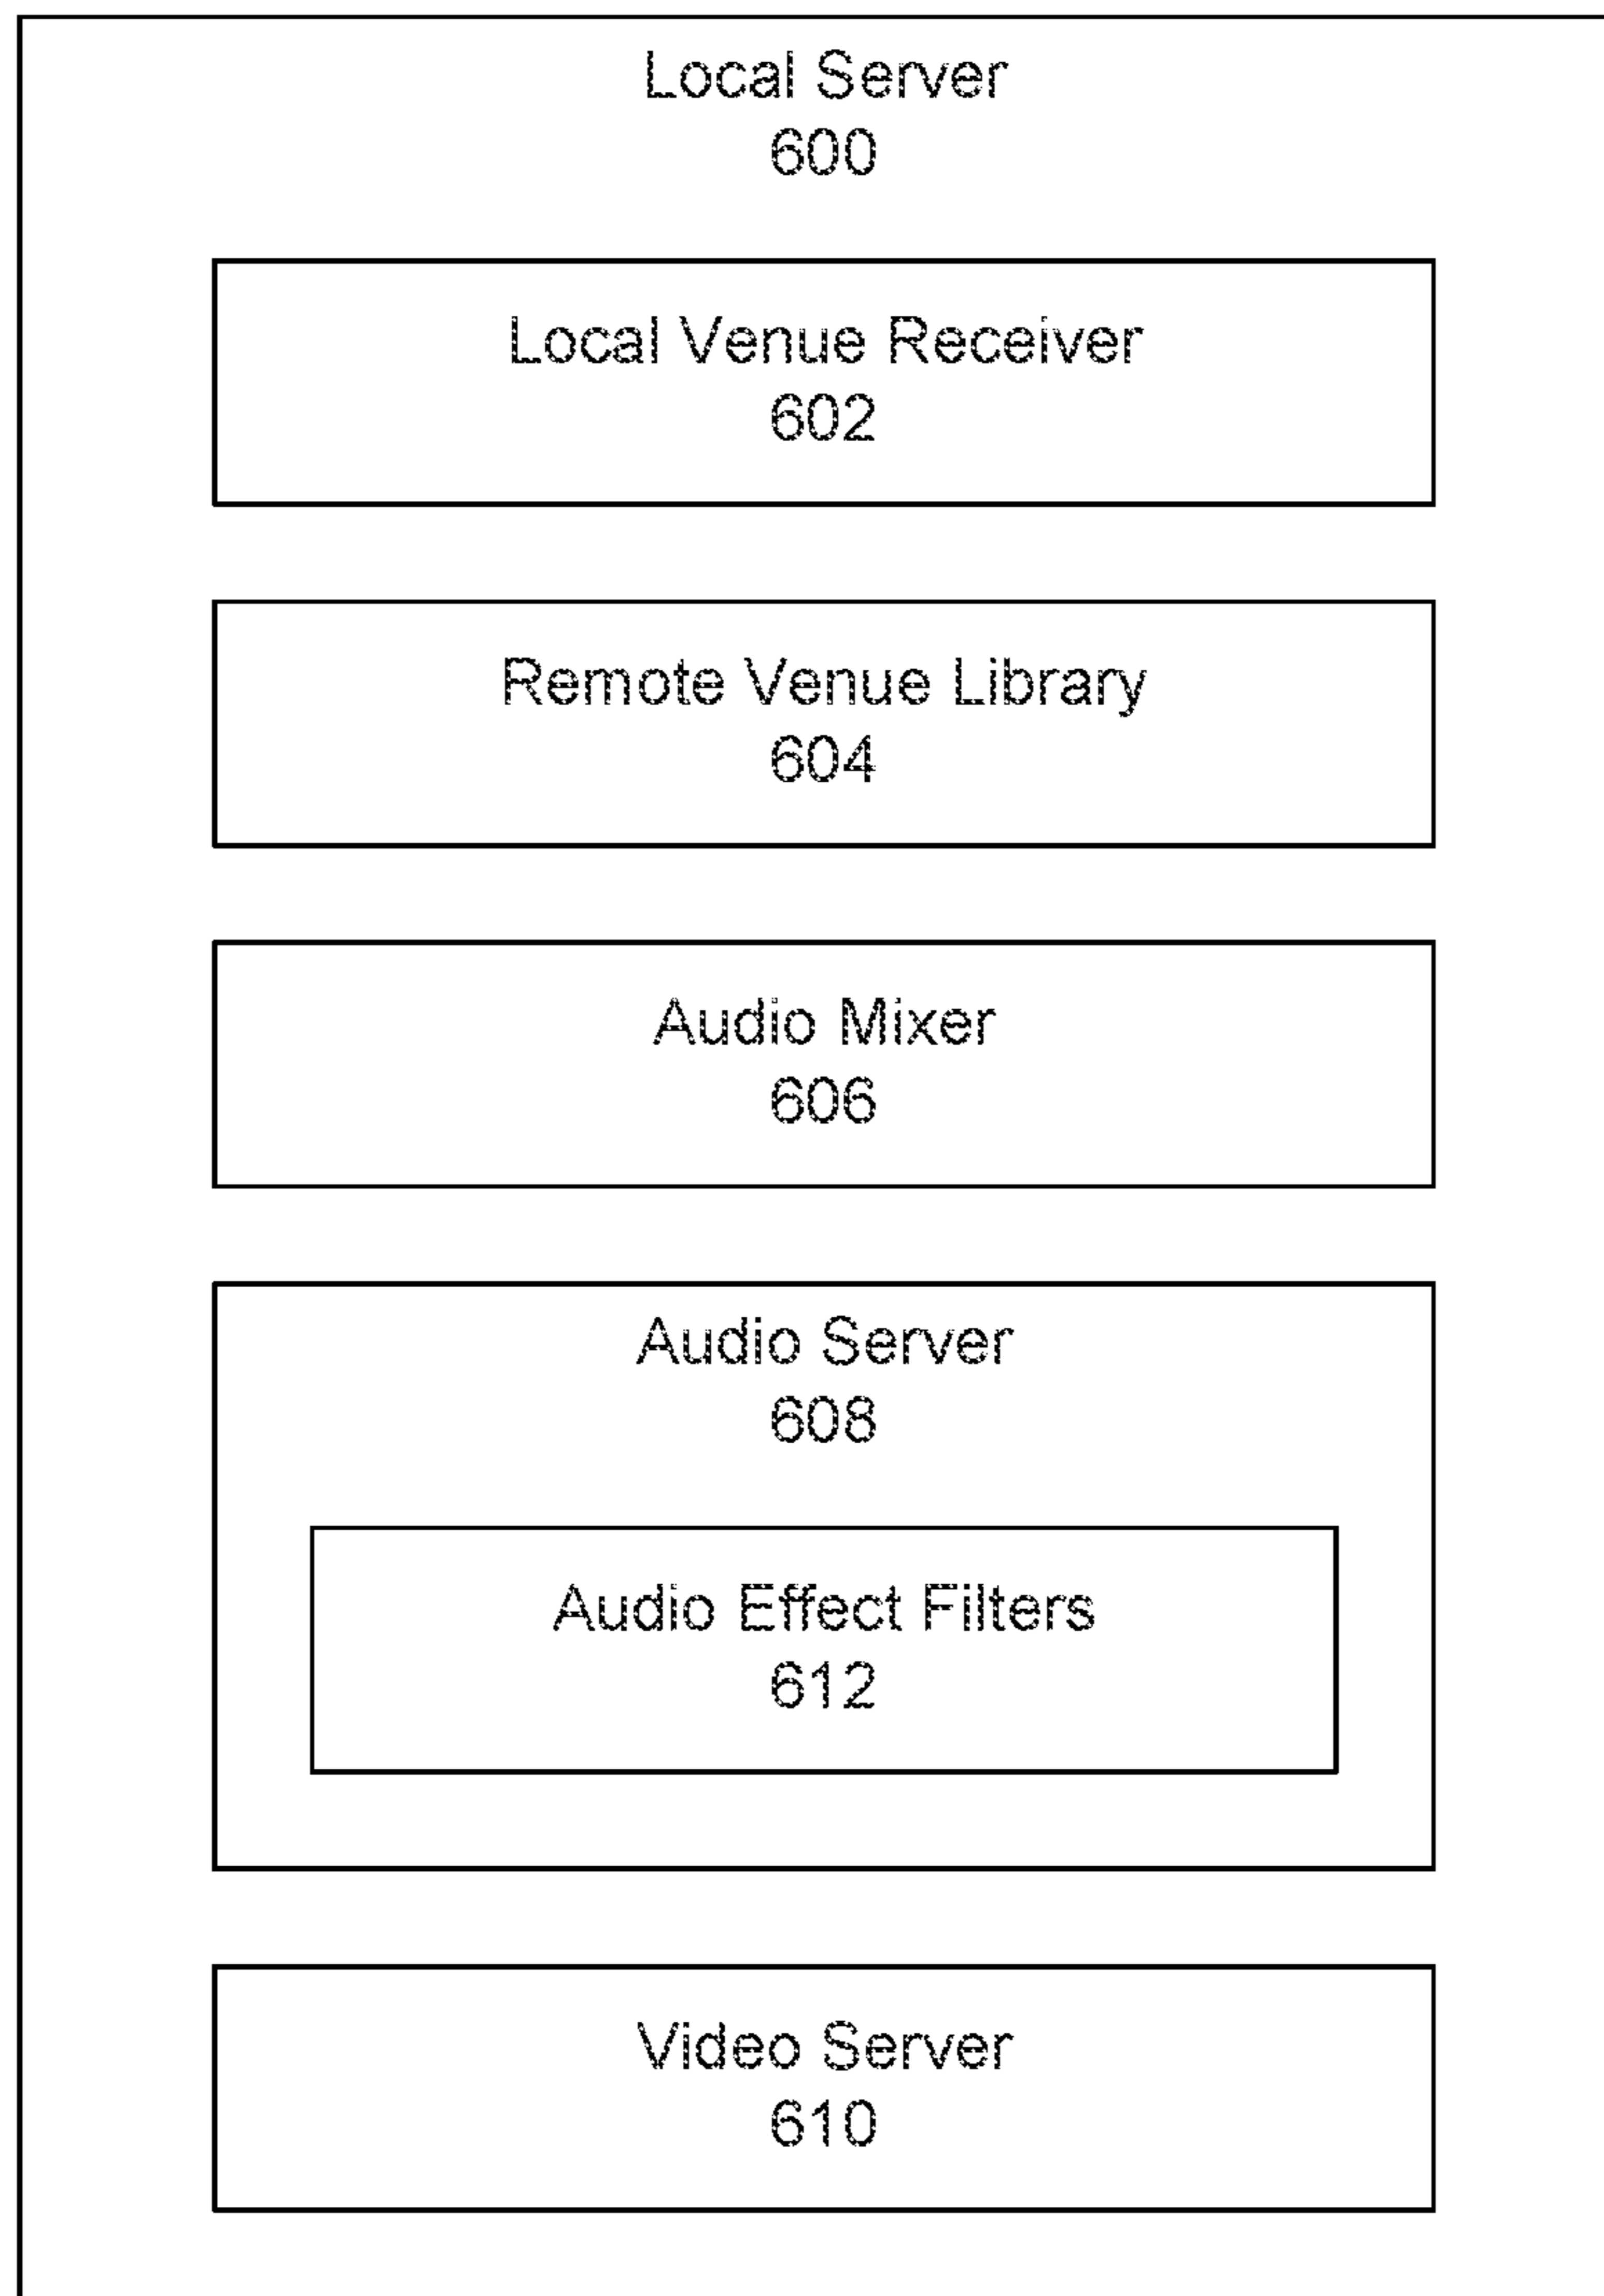 Local Server
600
Local Venue Receiver
602
Remote Venue Library
604
Audio Mixer
606
Audio Server
608
Audio Effect Filters
612
Video Server
610